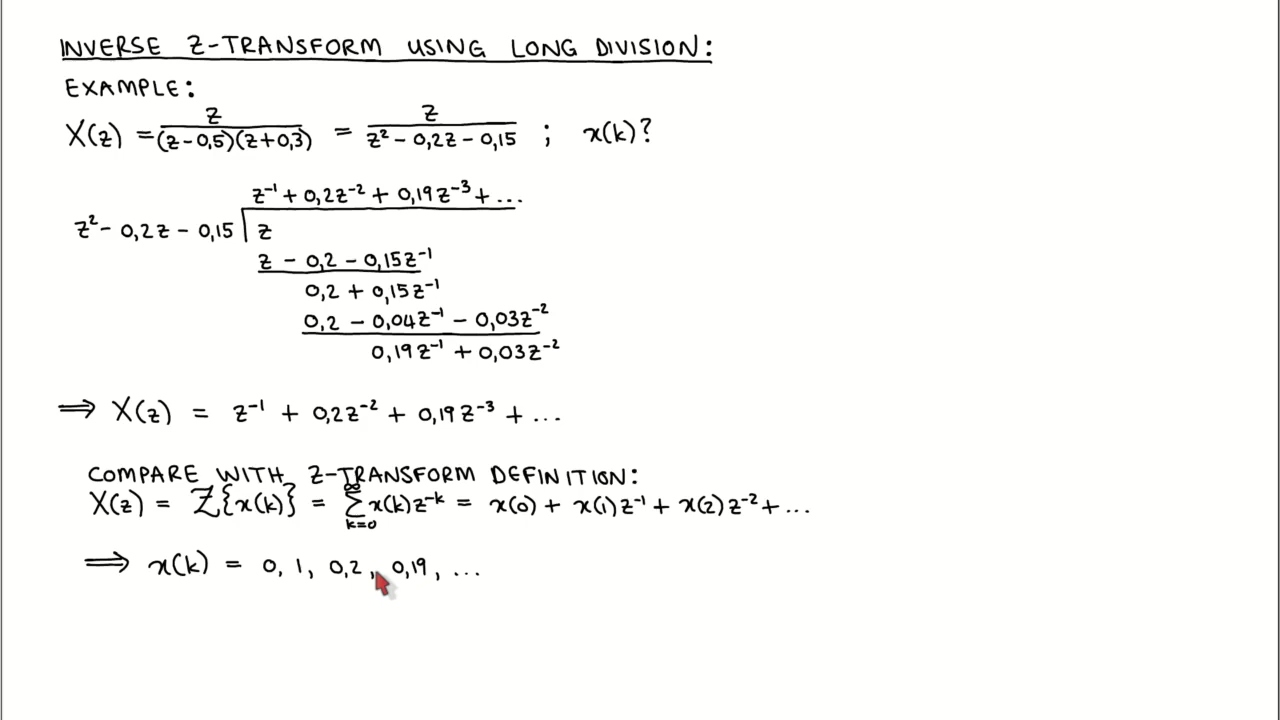 INVERSE Z-TRANSFORM USING LONG DIVISION:
EXAMPLE:
X(z) = z / (z-0,5)(z+0,3) = z / z² - 0,2z - 0,15 ; x(k)?
z⁻¹ + 0,2z⁻² + 0,19z⁻³ + ...
z² - 0,2z - 0,15 z
z - 0,2 - 0,15z⁻¹
0,2 + 0,15z⁻¹
0,2 - 0,04z⁻¹ - 0,03z⁻²
0,19z⁻¹ + 0,03z⁻²
⟹ X(z) = z⁻¹ + 0,2z⁻² + 0,19z⁻³ + ...
COMPARE WITH Z-TRANSFORM DEFINITION:
X(z) = Z{x(k)} = ∞∑k=0 x(k)z⁻ᵏ = x(0) + x(1)z⁻¹ + x(2)z⁻² + ...
⟹ x(k) = 0, 1, 0,2, 0,19, ...